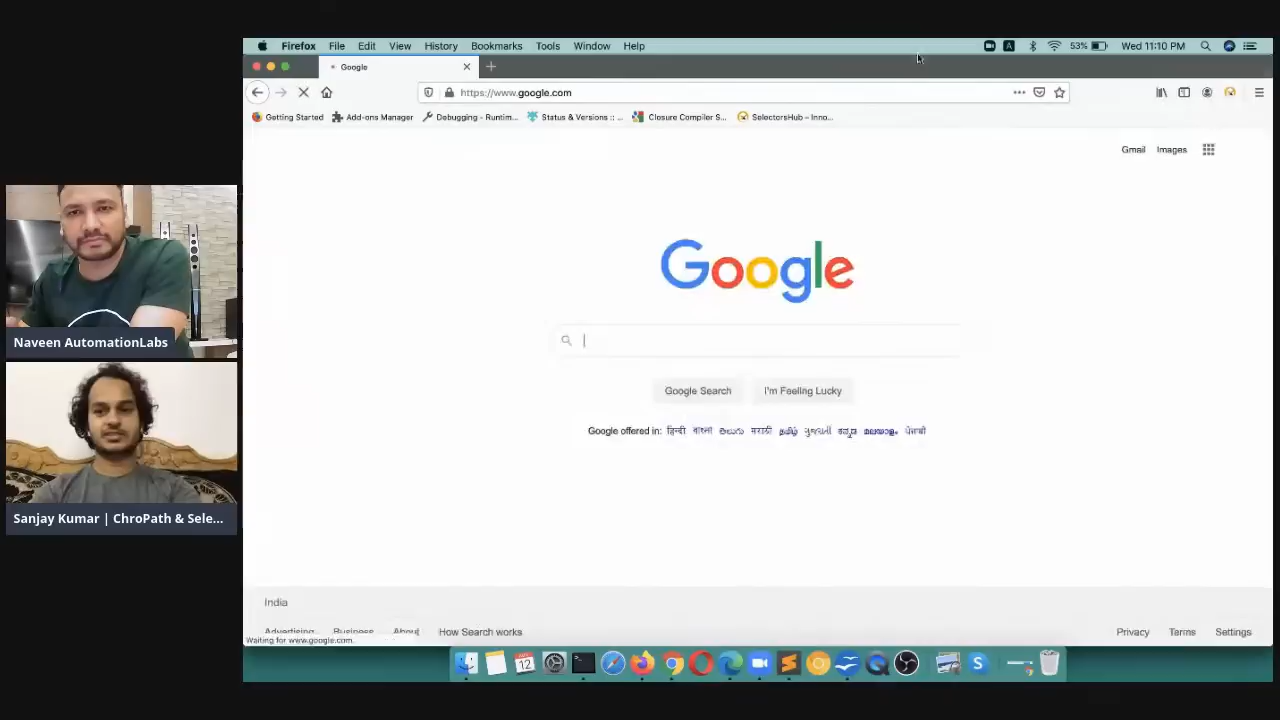 Firefox File Edit View History Bookmarks Tools Window Help 53% Wed 11:10 PM
Google
https://www.google.com
Getting Started Add-ons Manager Debugging - Runtim... Status & Versions :: ... Closure Compiler S... SelectorsHub - Inno...
Gmail Images
Google
Google Search I'm Feeling Lucky
Google offered in: हिन्दी বাংলা తెలుగు मराठी தமிழ் ગુજરાતી ಕನ್ನಡ മലയാളം ਪੰਜਾਬੀ
India
Advertising Business About How Search works Privacy Terms Settings
Waiting for www.google.com...
Naveen AutomationLabs
Sanjay Kumar | ChroPath & Sele...